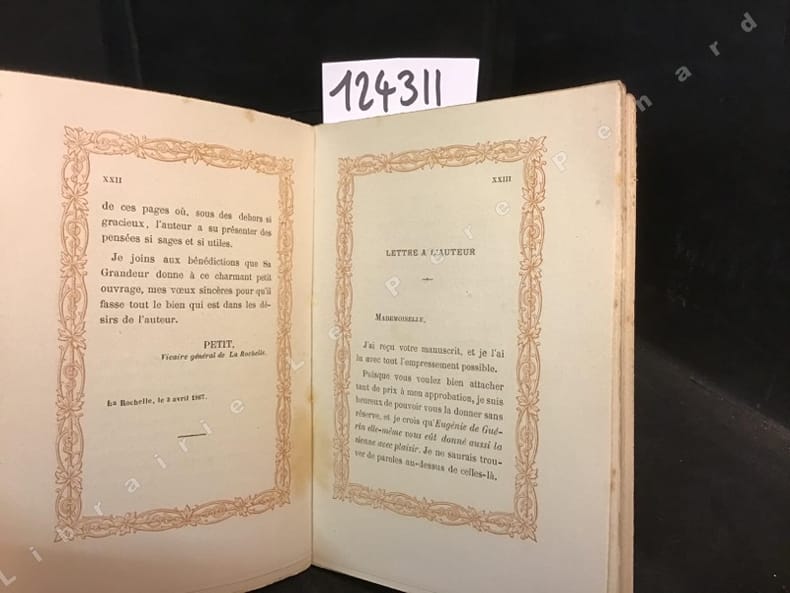 124311
XXII
de ces pages où, sous des dehors si
gracieux, l'auteur a su présenter des
pensées si sages et si utiles.
Je joins aux bénédictions que Sa
Grandeur donne à ce charmant petit
ouvrage, mes vœux sincères pour qu'il
fasse tout le bien qui est dans les dé-
sirs de l'auteur.
PETIT,
Vicaire général de La Rochelle.
La Rochelle, le 3 avril 1867.
XXIII
LETTRE A L'AUTEUR
MADEMOISELLE,
J'ai reçu votre manuscrit, et je l'ai
lu avec tout l'empressement possible.
Puisque vous voulez bien attacher
tant de prix à mon approbation, je suis
heureux de pouvoir vous la donner sans
réserve, et je crois qu'Eugénie de Gué-
rin elle-même vous eût donné aussi la
sienne avec plaisir. Je ne saurais trou-
ver de paroles au-dessus de celles-là.
Librairie Le Père Pénard